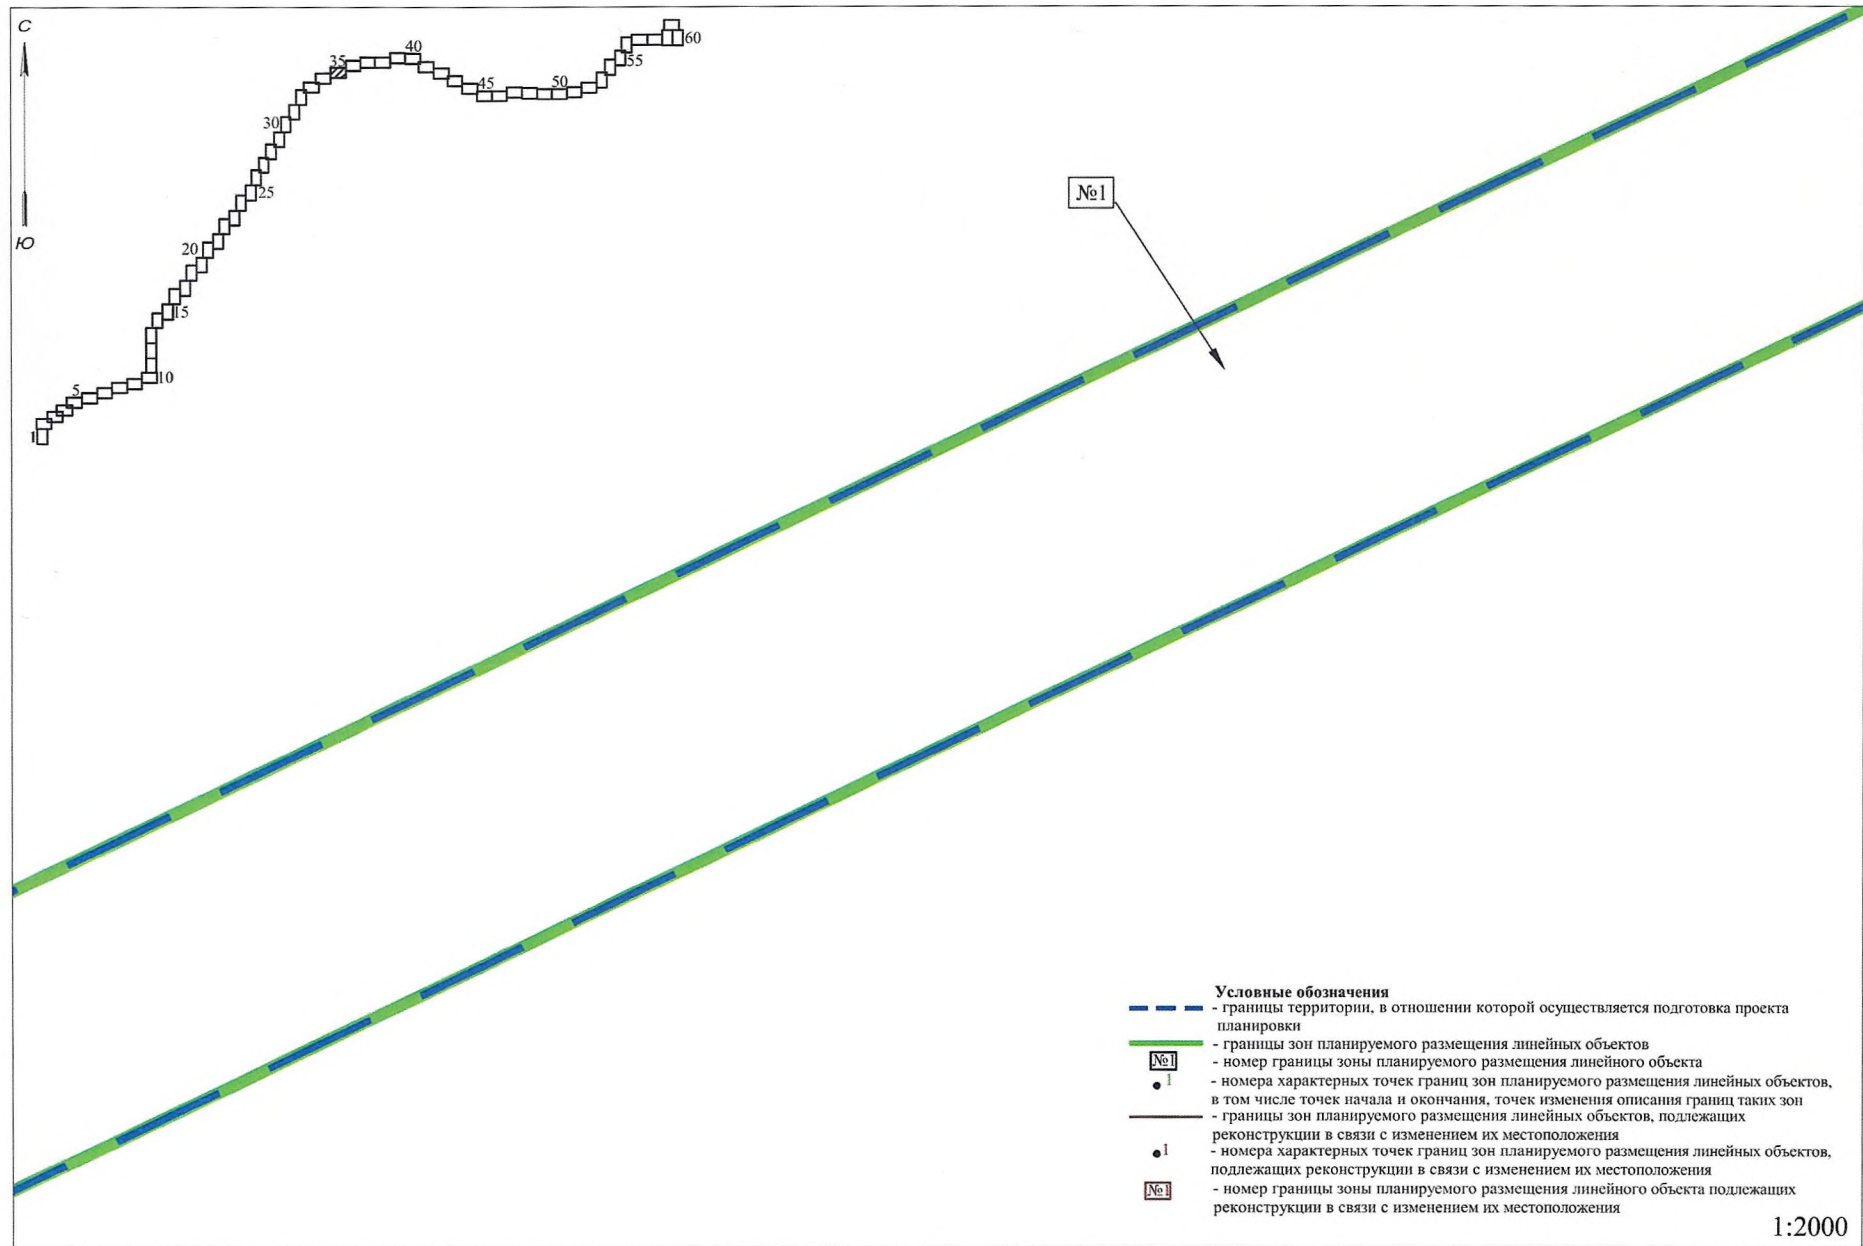 С
Ю
1
5
10
15
20
25
30
35
40
45
50
55
60
№1
Условные обозначения
- границы территории, в отношении которой осуществляется подготовка проекта
планировки
- границы зон планируемого размещения линейных объектов
№1 - номер границы зоны планируемого размещения линейного объекта
1 - номера характерных точек границ зон планируемого размещения линейных объектов,
в том числе точек начала и окончания, точек изменения описания границ таких зон
- границы зон планируемого размещения линейных объектов, подлежащих
реконструкции в связи с изменением их местоположения
1 - номера характерных точек границ зон планируемого размещения линейных объектов,
подлежащих реконструкции в связи с изменением их местоположения
№1 - номер границы зоны планируемого размещения линейного объекта подлежащих
реконструкции в связи с изменением их местоположения
1:2000